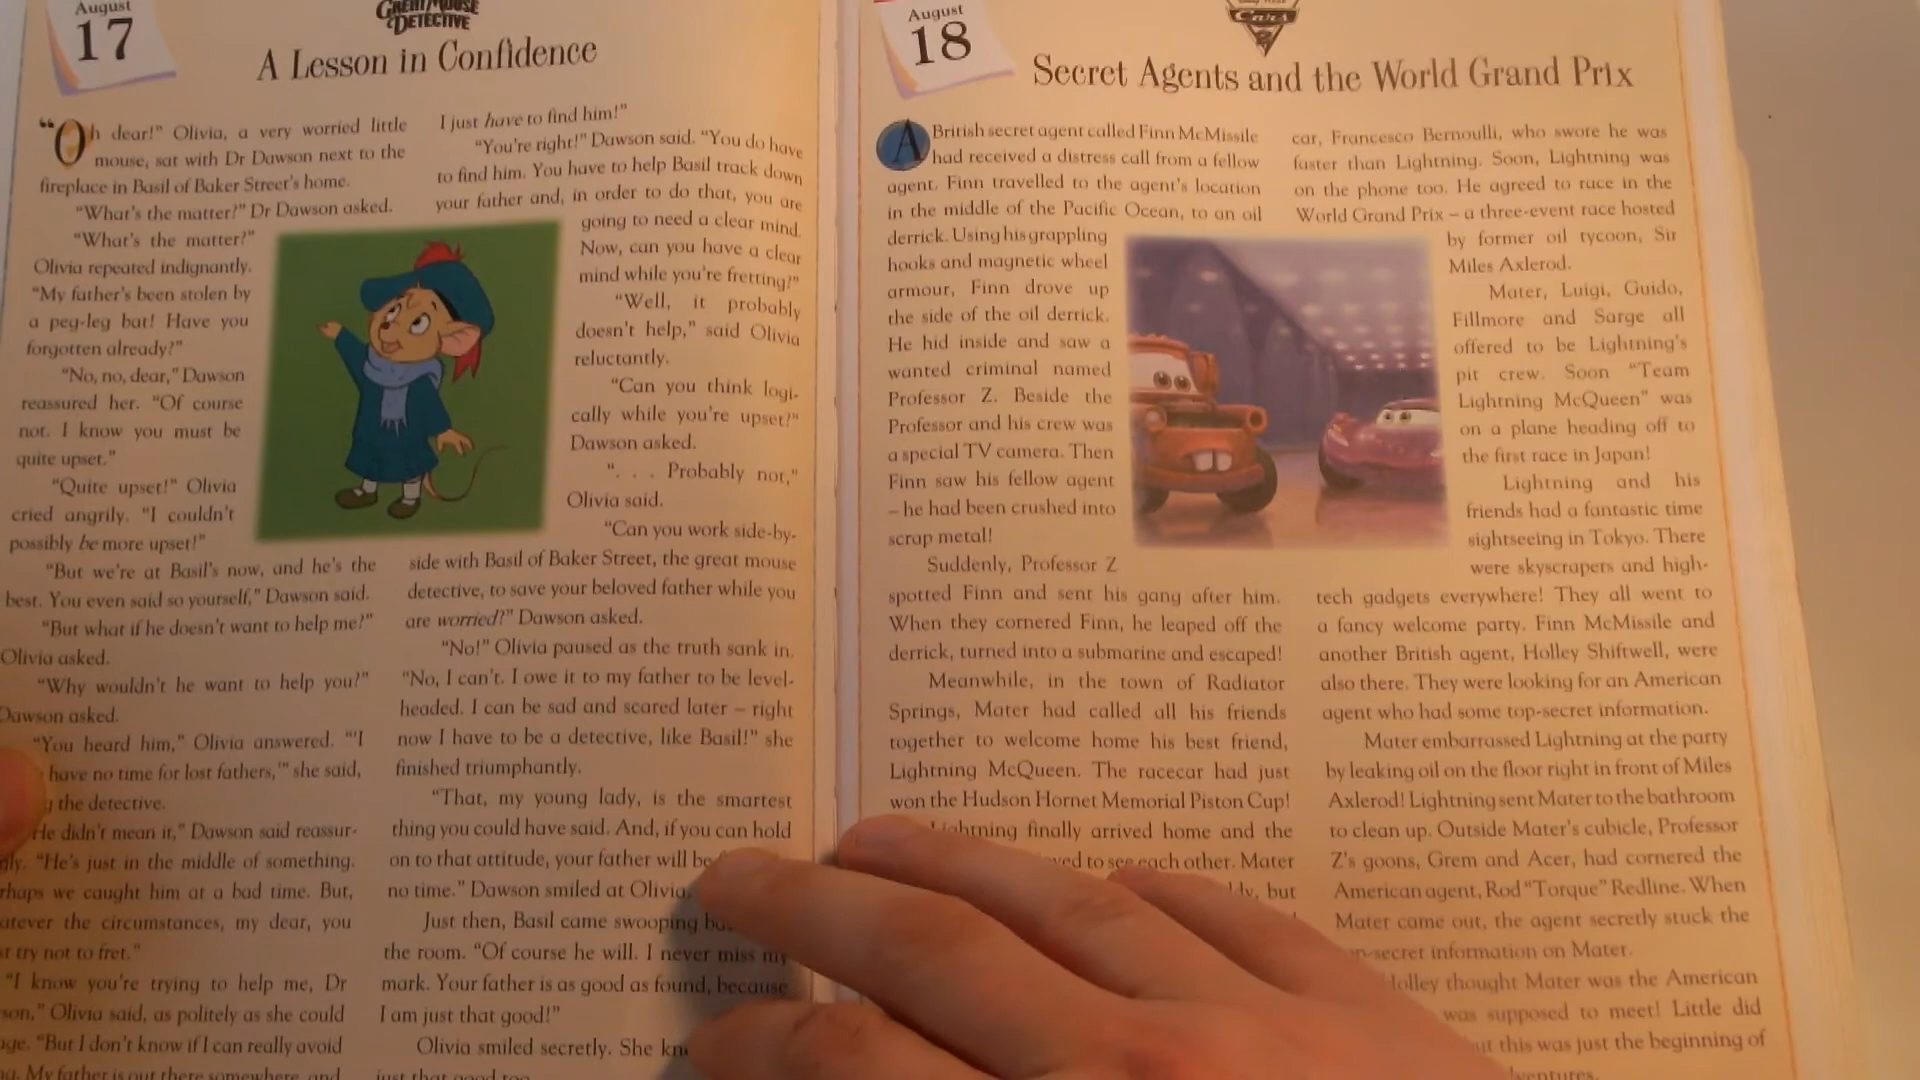 August
17
GREAT MOUSE
DETECTIVE
A Lesson in Confidence
“Oh dear!” Olivia, a very worried little
mouse, sat with Dr Dawson next to the
fireplace in Basil of Baker Street's home.
“What's the matter?” Dr Dawson asked.
“What's the matter?”
Olivia repeated indignantly.
“My father's been stolen by
a peg-leg bat! Have you
forgotten already?”
“No, no, dear,” Dawson
reassured her. “Of course
not. I know you must be
quite upset.”
“Quite upset!” Olivia
cried angrily. “I couldn't
possibly be more upset!”
“But we're at Basil's now, and he's the
best. You even said so yourself,” Dawson said.
“But what if he doesn't want to help me?”
Olivia asked.
“Why wouldn't he want to help you?”
Dawson asked.
“You heard him,” Olivia answered. “‘I
have no time for lost fathers,’” she said,
the detective.
He didn't mean it,” Dawson said reassur-
“He's just in the middle of something.
we caught him at a bad time. But,
the circumstances, my dear, you
try not to fret.”
“I know you're trying to help me, Dr
Olivia said, as politely as she could
“But I don't know if I can really avoid
My father is out there somewhere, and
I just have to find him!”
“You're right!” Dawson said. “You do have
to find him. You have to help Basil track down
your father and, in order to do that, you are
going to need a clear mind.
Now, can you have a clear
mind while you're fretting?”
“Well, it probably
doesn't help,” said Olivia
reluctantly.
“Can you think logi-
cally while you're upset?”
Dawson asked.
“. . . Probably not,”
Olivia said.
“Can you work side-by-
side with Basil of Baker Street, the great mouse
detective, to save your beloved father while you
are worried?” Dawson asked.
“No!” Olivia paused as the truth sank in.
“No, I can't. I owe it to my father to be level-
headed. I can be sad and scared later – right
now I have to be a detective, like Basil!” she
finished triumphantly.
“That, my young lady, is the smartest
thing you could have said. And, if you can hold
on to that attitude, your father will be
no time.” Dawson smiled at Olivia.
Just then, Basil came swooping
the room. “Of course he will. I never miss my
mark. Your father is as good as found, because
I am just that good!”
Olivia smiled secretly. She
just that good too.
August
18
Cars
2
Secret Agents and the World Grand Prix
A British secret agent called Finn McMissile
had received a distress call from a fellow
agent. Finn travelled to the agent's location
in the middle of the Pacific Ocean, to an oil
derrick. Using his grappling
hooks and magnetic wheel
armour, Finn drove up
the side of the oil derrick.
He hid inside and saw a
wanted criminal named
Professor Z. Beside the
Professor and his crew was
a special TV camera. Then
Finn saw his fellow agent
– he had been crushed into
scrap metal!
Suddenly, Professor Z
spotted Finn and sent his gang after him.
When they cornered Finn, he leaped off the
derrick, turned into a submarine and escaped!
Meanwhile, in the town of Radiator
Springs, Mater had called all his friends
together to welcome home his best friend,
Lightning McQueen. The racecar had just
won the Hudson Hornet Memorial Piston Cup!
Lightning finally arrived home and the
to see each other. Mater
but
car, Francesco Bernoulli, who swore he was
faster than Lightning. Soon, Lightning was
on the phone too. He agreed to race in the
World Grand Prix – a three-event race hosted
by former oil tycoon, Sir
Miles Axlerod.
Mater, Luigi, Guido,
Fillmore and Sarge all
offered to be Lightning's
pit crew. Soon “Team
Lightning McQueen” was
on a plane heading off to
the first race in Japan!
Lightning and his
friends had a fantastic time
sightseeing in Tokyo. There
were skyscrapers and high-
tech gadgets everywhere! They all went to
a fancy welcome party. Finn McMissile and
another British agent, Holley Shiftwell, were
also there. They were looking for an American
agent who had some top-secret information.
Mater embarrassed Lightning at the party
by leaking oil on the floor right in front of Miles
Axlerod! Lightning sent Mater to the bathroom
to clean up. Outside Mater's cubicle, Professor
Z's goons, Grem and Acer, had cornered the
American agent, Rod “Torque” Redline. When
Mater came out, the agent secretly stuck the
information on Mater.
Holley thought Mater was the American
was supposed to meet! Little did
but this was just the beginning of